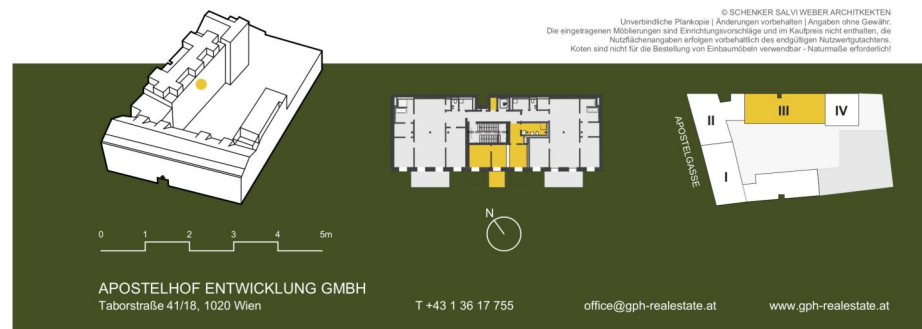 © SCHENKER SALVI WEBER ARCHITKEKTEN
Unverbindliche Plankopie | Änderungen vorbehalten | Angaben ohne Gewähr.
Die eingetragenen Möblierungen sind Einrichtungsvorschläge und im Kaufpreis nicht enthalten, die
Nutzflächenangaben erfolgen vorbehaltlich des endgültigen Nutzwertgutachtens.
Koten sind nicht für die Bestellung von Einbaumöbeln verwendbar - Naturmaße erforderlich!
II
III
IV
APOSTELGASSE
I
N
0 1 2 3 4 5m
APOSTELHOF ENTWICKLUNG GMBH
Taborstraße 41/18, 1020 Wien
T +43 1 36 17 755
office@gph-realestate.at
www.gph-realestate.at